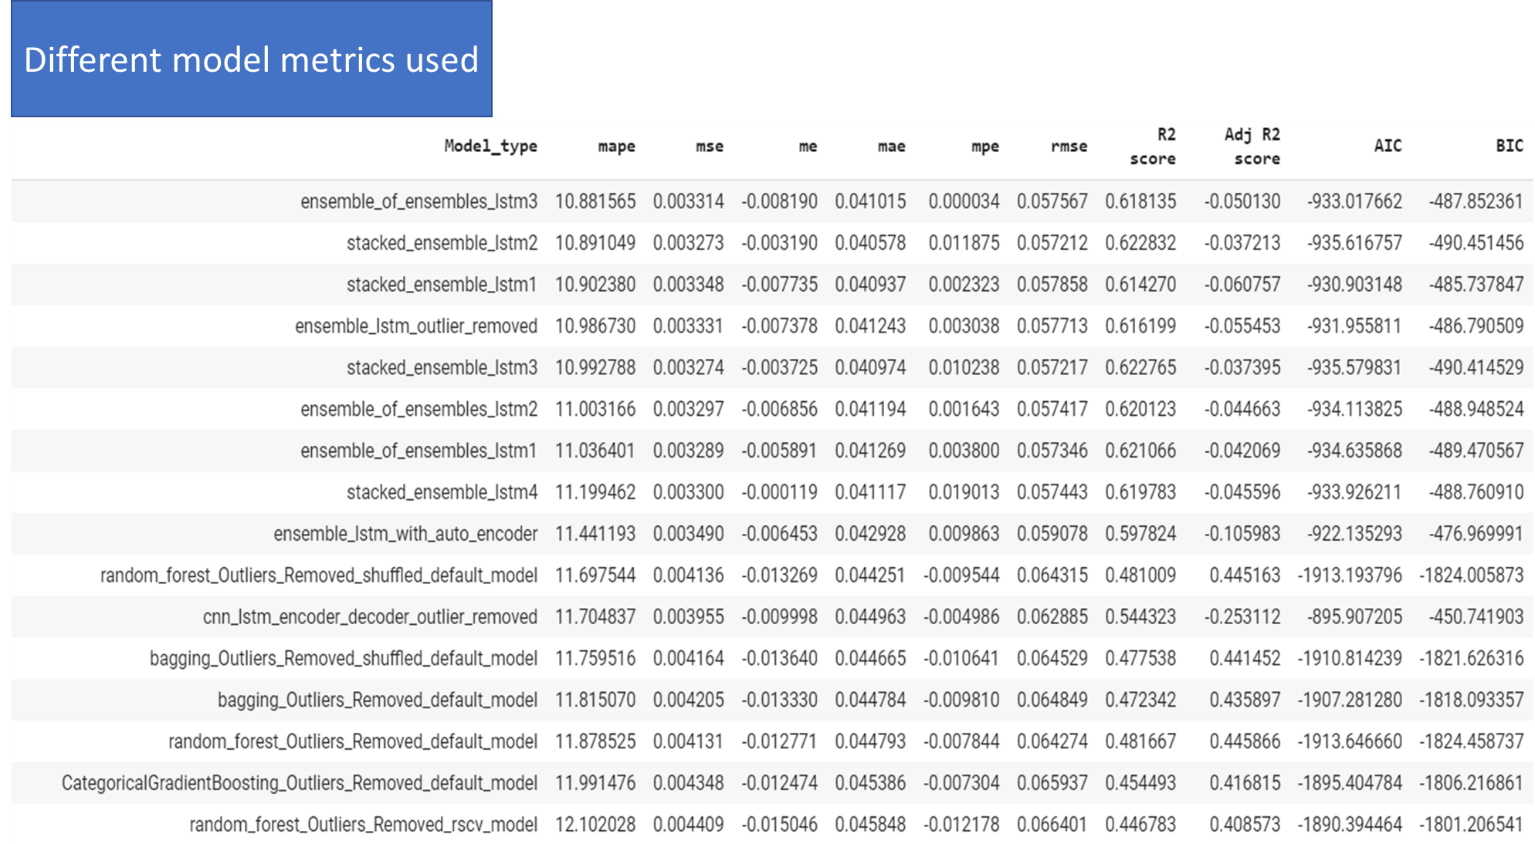 Different model metrics used
Model_type mape mse me mae mpe rmse R2 score Adj R2 score AIC BIC
ensemble_of_ensembles_lstm3 10.881565 0.003314 -0.008190 0.041015 0.000034 0.057567 0.618135 -0.050130 -933.017662 -487.852361
stacked_ensemble_lstm2 10.891049 0.003273 -0.003190 0.040578 0.011875 0.057212 0.622832 -0.037213 -935.616757 -490.451456
stacked_ensemble_lstm1 10.902380 0.003348 -0.007735 0.040937 0.002323 0.057858 0.614270 -0.060757 -930.903148 -485.737847
ensemble_lstm_outlier_removed 10.986730 0.003331 -0.007378 0.041243 0.003038 0.057713 0.616199 -0.055453 -931.955811 -486.790509
stacked_ensemble_lstm3 10.992788 0.003274 -0.003725 0.040974 0.010238 0.057217 0.622765 -0.037395 -935.579831 -490.414529
ensemble_of_ensembles_lstm2 11.003166 0.003297 -0.006856 0.041194 0.001643 0.057417 0.620123 -0.044663 -934.113825 -488.948524
ensemble_of_ensembles_lstm1 11.036401 0.003289 -0.005891 0.041269 0.003800 0.057346 0.621066 -0.042069 -934.635868 -489.470567
stacked_ensemble_lstm4 11.199462 0.003300 -0.000119 0.041117 0.019013 0.057443 0.619783 -0.045596 -933.926211 -488.760910
ensemble_lstm_with_auto_encoder 11.441193 0.003490 -0.006453 0.042928 0.009863 0.059078 0.597824 -0.105983 -922.135293 -476.969991
random_forest_Outliers_Removed_shuffled_default_model 11.697544 0.004136 -0.013269 0.044251 -0.009544 0.064315 0.481009 0.445163 -1913.193796 -1824.005873
cnn_lstm_encoder_decoder_outlier_removed 11.704837 0.003955 -0.009998 0.044963 -0.004986 0.062885 0.544323 -0.253112 -895.907205 -450.741903
bagging_Outliers_Removed_shuffled_default_model 11.759516 0.004164 -0.013640 0.044665 -0.010641 0.064529 0.477538 0.441452 -1910.814239 -1821.626316
bagging_Outliers_Removed_default_model 11.815070 0.004205 -0.013330 0.044784 -0.009810 0.064849 0.472342 0.435897 -1907.281280 -1818.093357
random_forest_Outliers_Removed_default_model 11.878525 0.004131 -0.012771 0.044793 -0.007844 0.064274 0.481667 0.445866 -1913.646660 -1824.458737
CategoricalGradientBoosting_Outliers_Removed_default_model 11.991476 0.004348 -0.012474 0.045386 -0.007304 0.065937 0.454493 0.416815 -1895.404784 -1806.216861
random_forest_Outliers_Removed_rscv_model 12.102028 0.004409 -0.015046 0.045848 -0.012178 0.066401 0.446783 0.408573 -1890.394464 -1801.206541